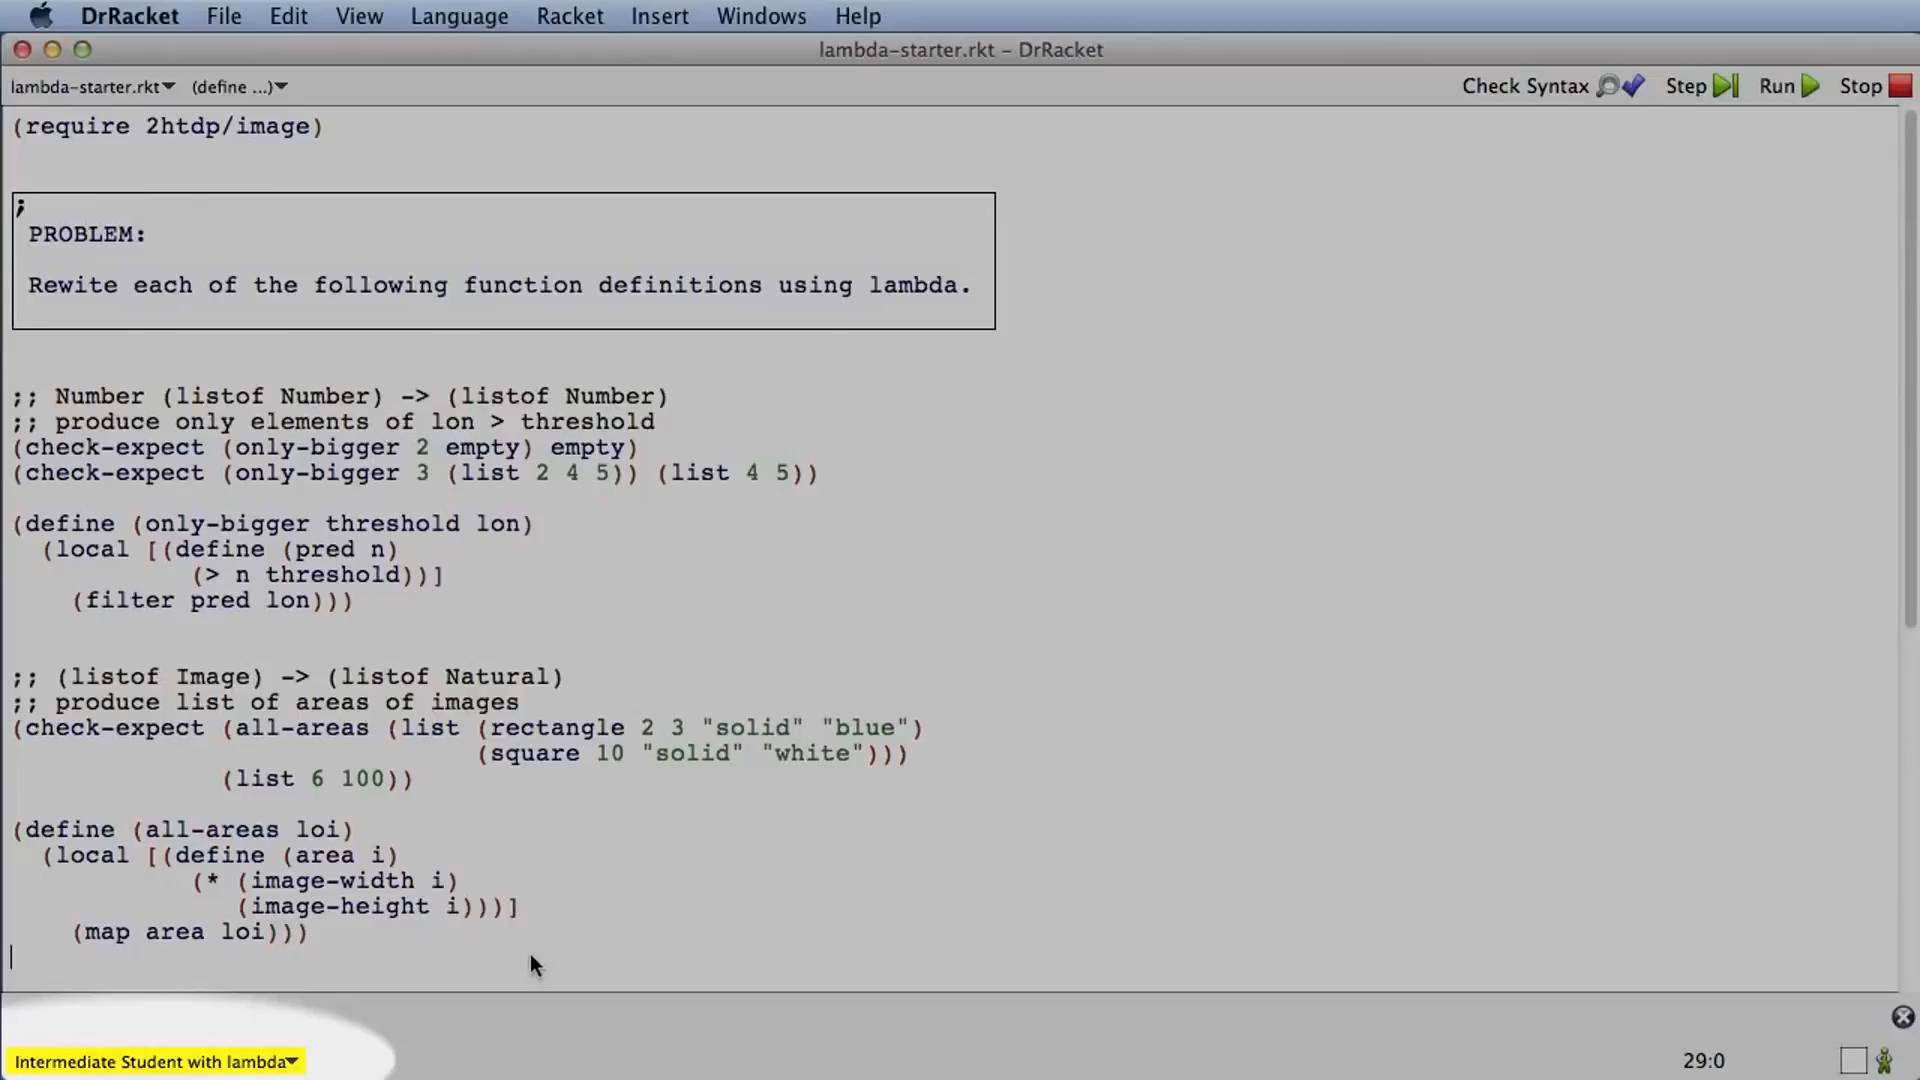 DrRacket File Edit View Language Racket Insert Windows Help
lambda-starter.rkt – DrRacket
lambda-starter.rkt (define ...) Check Syntax Step Run Stop
(require 2htdp/image)
;
PROBLEM:
Rewite each of the following function definitions using lambda.
;; Number (listof Number) -> (listof Number)
;; produce only elements of lon > threshold
(check-expect (only-bigger 2 empty) empty)
(check-expect (only-bigger 3 (list 2 4 5)) (list 4 5))
(define (only-bigger threshold lon)
(local [(define (pred n)
(> n threshold))]
(filter pred lon)))
;; (listof Image) -> (listof Natural)
;; produce list of areas of images
(check-expect (all-areas (list (rectangle 2 3 "solid" "blue")
(square 10 "solid" "white")))
(list 6 100))
(define (all-areas loi)
(local [(define (area i)
(* (image-width i)
(image-height i)))]
(map area loi)))
Intermediate Student with lambda 29:0